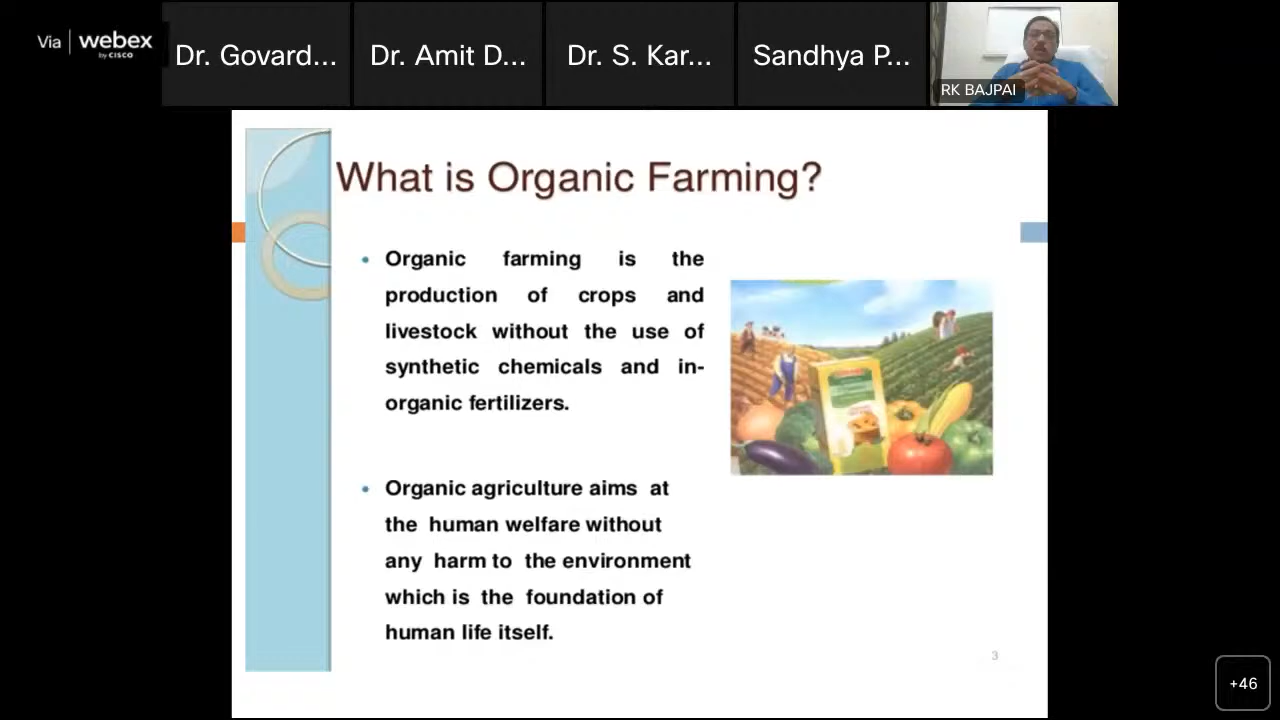 Via webex
by CISCO
Dr. Govard...
Dr. Amit D...
Dr. S. Kar...
Sandhya P...
RK BAJPAI
What is Organic Farming?
• Organic farming is the
production of crops and
livestock without the use of
synthetic chemicals and in-
organic fertilizers.
• Organic agriculture aims at
the human welfare without
any harm to the environment
which is the foundation of
human life itself.
3
+46